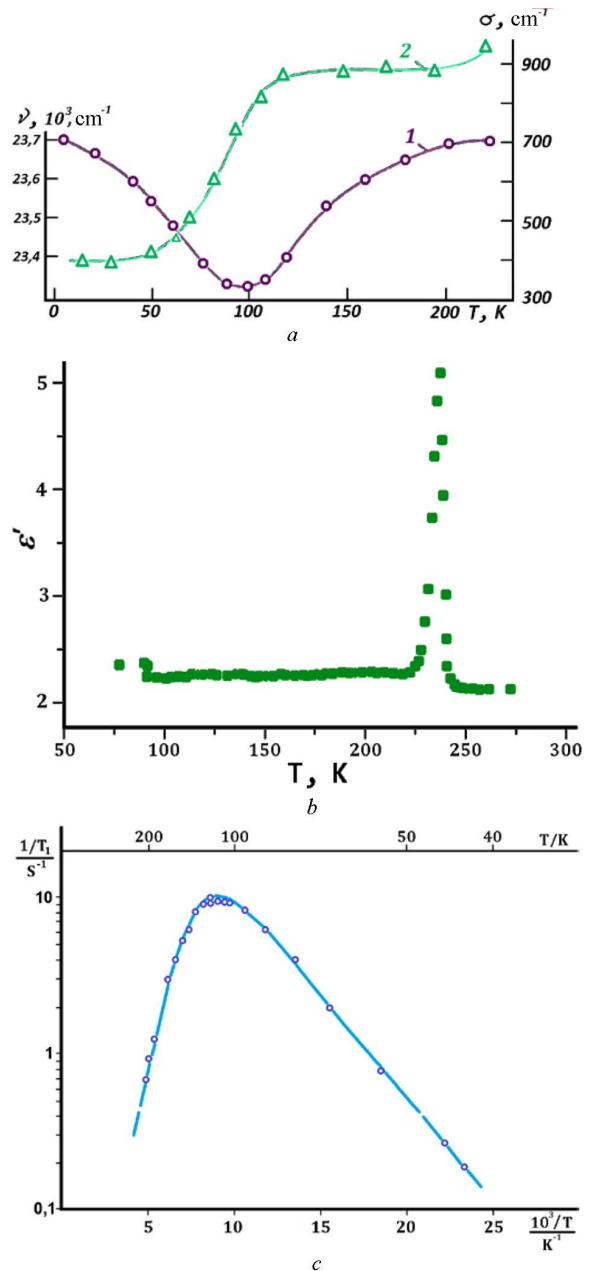 σ, cm⁻¹
ν, 10³, cm⁻¹
2
1
23,7
23,6
23,5
23,4
900
700
500
300
0 50 100 150 200 T, K
a
5
4
3
2
ε'
50 100 150 200 250 300
T, K
b
1/T₁
S⁻¹
200 100 50 40 T/K
10
1
0,1
5 10 15 20 25 10³/T
K⁻¹
c